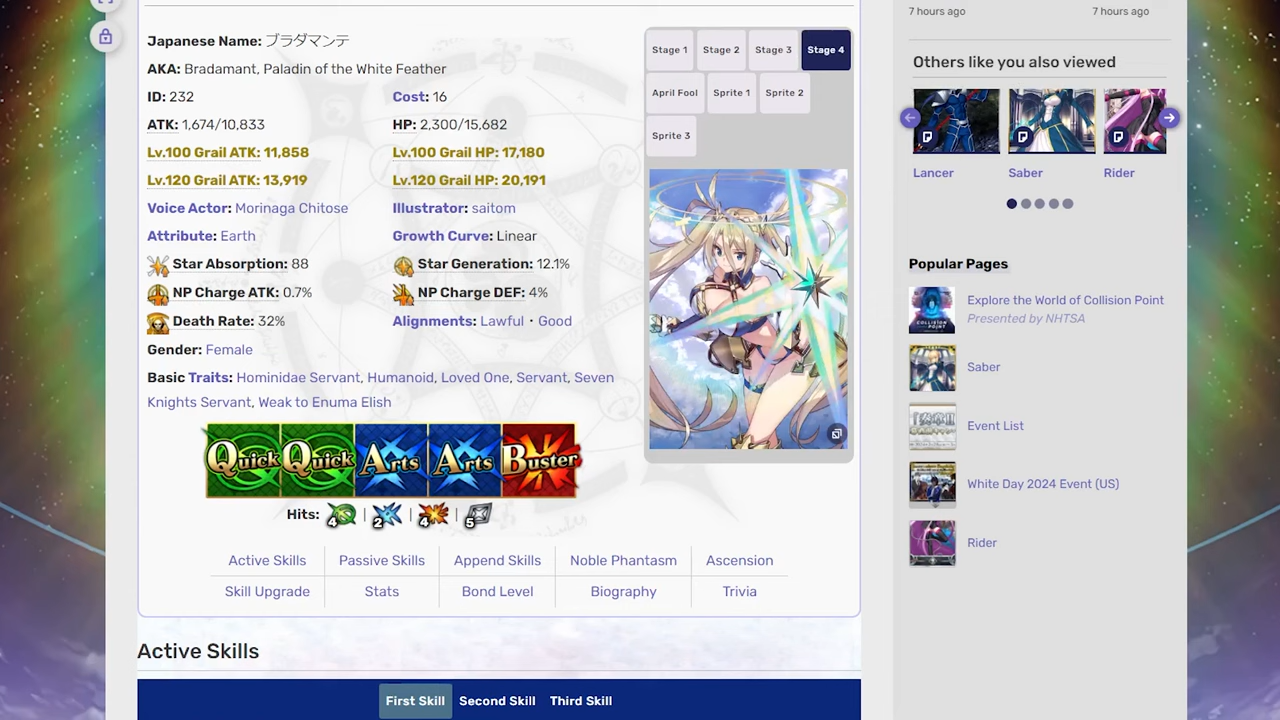 Japanese Name: ブラダマンテ
AKA: Bradamant, Paladin of the White Feather
ID: 232
Cost: 16
ATK: 1,674/10,833
HP: 2,300/15,682
Lv.100 Grail ATK: 11,858
Lv.100 Grail HP: 17,180
Lv.120 Grail ATK: 13,919
Lv.120 Grail HP: 20,191
Voice Actor: Morinaga Chitose
Illustrator: saitom
Attribute: Earth
Growth Curve: Linear
Star Absorption: 88
Star Generation: 12.1%
NP Charge ATK: 0.7%
NP Charge DEF: 4%
Death Rate: 32%
Alignments: Lawful・Good
Gender: Female
Basic Traits: Hominidae Servant, Humanoid, Loved One, Servant, Seven
Knights Servant, Weak to Enuma Elish
Quick Quick Arts Arts Buster
Hits: 4 | 2 | 4 | 5
Active Skills
Passive Skills
Append Skills
Noble Phantasm
Ascension
Skill Upgrade
Stats
Bond Level
Biography
Trivia
Active Skills
First Skill
Second Skill
Third Skill
Stage 1
Stage 2
Stage 3
Stage 4
April Fool
Sprite 1
Sprite 2
Sprite 3
7 hours ago
7 hours ago
Others like you also viewed
Lancer
Saber
Rider
Popular Pages
Explore the World of Collision Point
Presented by NHTSA
Saber
Event List
White Day 2024 Event (US)
Rider